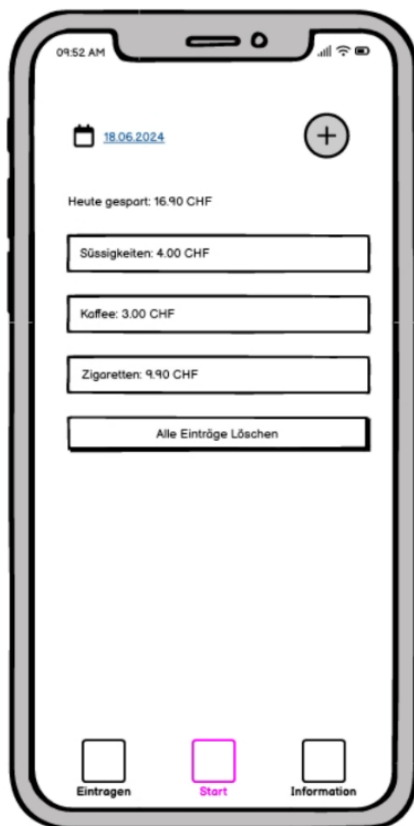 09:52 AM
18.06.2024
Heute gespart: 16.90 CHF
Süssigkeiten: 4.00 CHF
Kaffee: 3.00 CHF
Zigaretten: 9.90 CHF
Alle Einträge Löschen
Eintragen
Start
Information